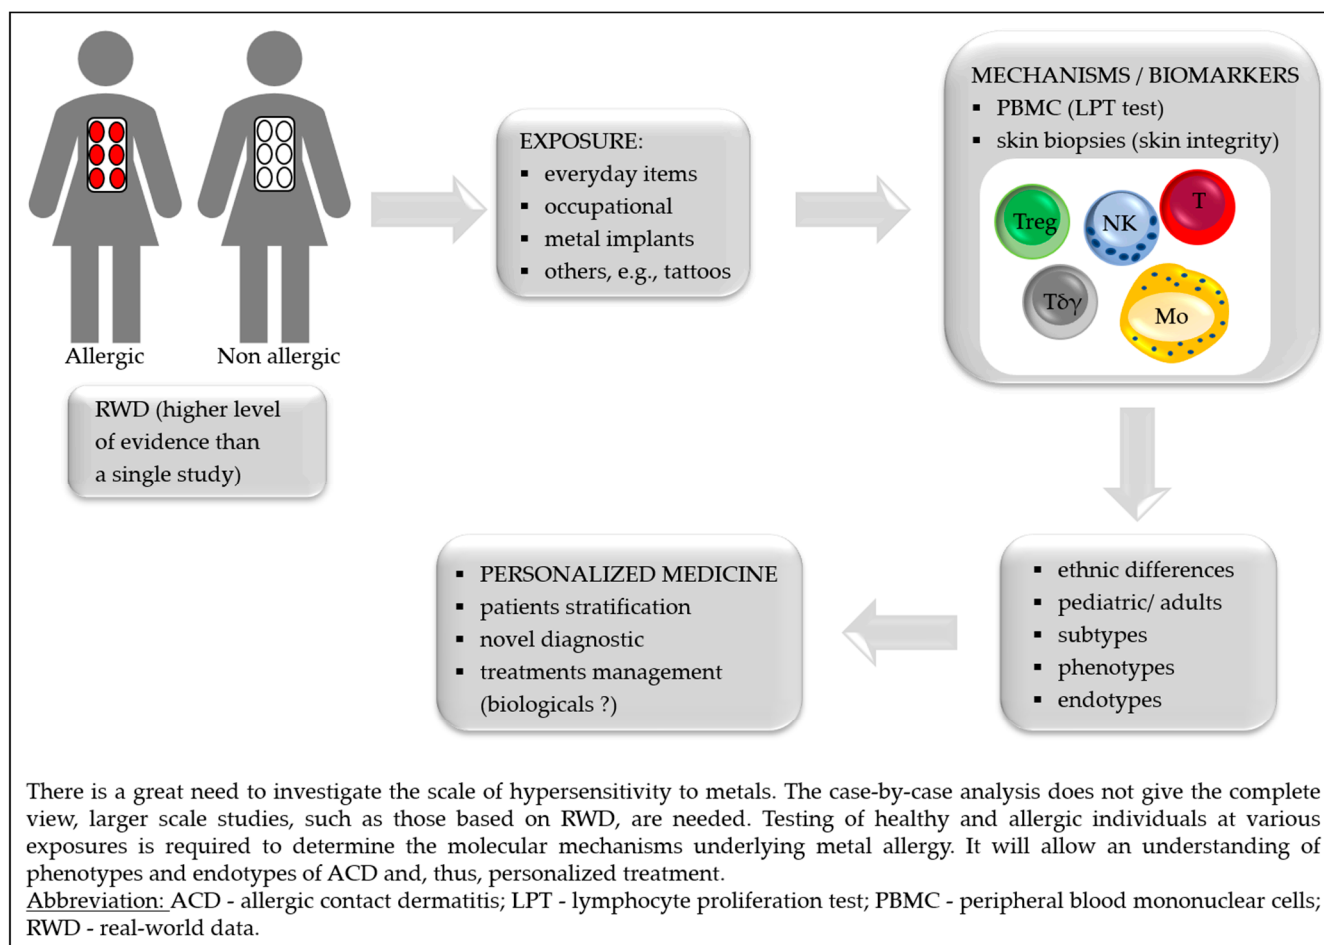 Allergic
Non allergic
RWD (higher level
of evidence than
a single study)
EXPOSURE:
▪ everyday items
▪ occupational
▪ metal implants
▪ others, e.g., tattoos
MECHANISMS / BIOMARKERS
▪ PBMC (LPT test)
▪ skin biopsies (skin integrity)
Treg
NK
T
Tδγ
Mo
▪ ethnic differences
▪ pediatric/ adults
▪ subtypes
▪ phenotypes
▪ endotypes
▪ PERSONALIZED MEDICINE
▪ patients stratification
▪ novel diagnostic
▪ treatments management
(biologicals ?)
There is a great need to investigate the scale of hypersensitivity to metals. The case-by-case analysis does not give the complete
view, larger scale studies, such as those based on RWD, are needed. Testing of healthy and allergic individuals at various
exposures is required to determine the molecular mechanisms underlying metal allergy. It will allow an understanding of
phenotypes and endotypes of ACD and, thus, personalized treatment.
Abbreviation: ACD - allergic contact dermatitis; LPT - lymphocyte proliferation test; PBMC - peripheral blood mononuclear cells;
RWD - real-world data.